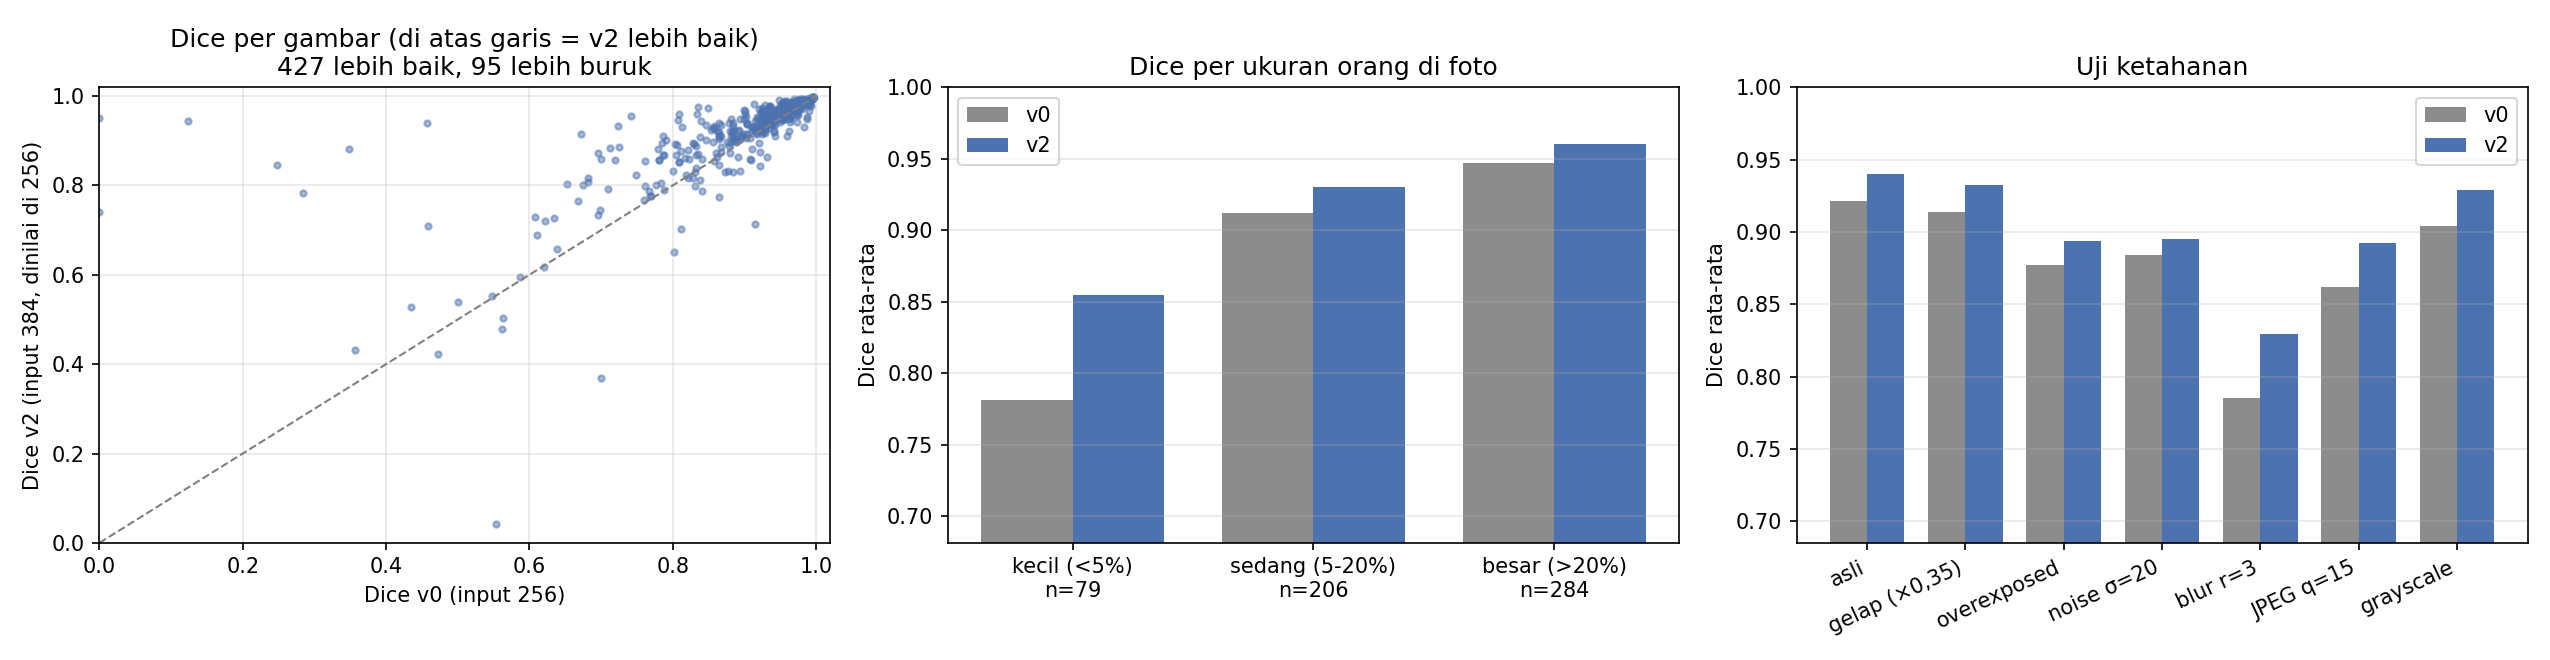 Dice per gambar (di atas garis = v2 lebih baik)
427 lebih baik, 95 lebih buruk
Dice v2 (input 384, dinilai di 256)
1.0
0.8
0.6
0.4
0.2
0.0
0.0 0.2 0.4 0.6 0.8 1.0
Dice v0 (input 256)
Dice per ukuran orang di foto
v0
v2
Dice rata-rata
1.00
0.95
0.90
0.85
0.80
0.75
0.70
kecil (<5%) sedang (5-20%) besar (>20%)
n=79 n=206 n=284
Uji ketahanan
v0
v2
Dice rata-rata
1.00
0.95
0.90
0.85
0.80
0.75
0.70
asli
gelap (×0,35)
overexposed
noise σ=20
blur r=3
JPEG q=15
grayscale